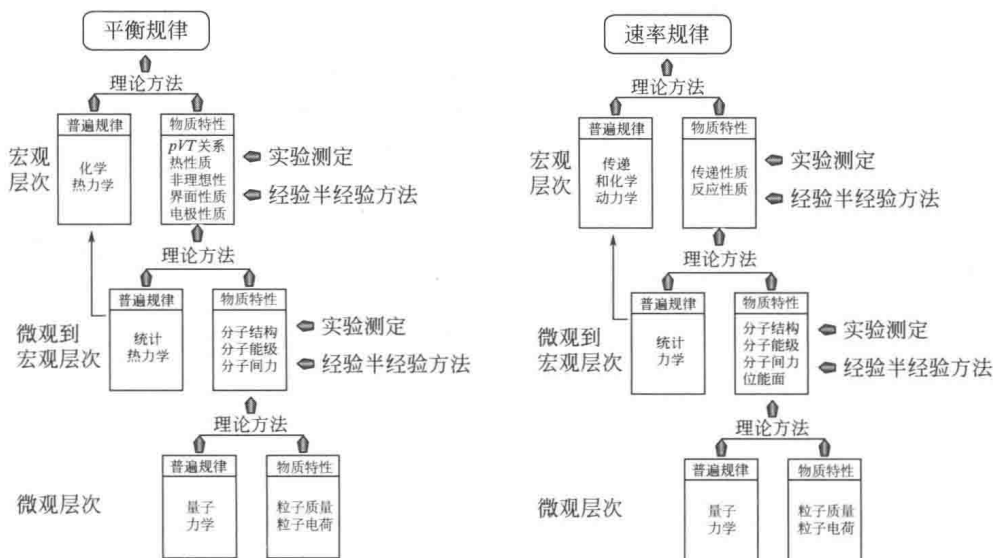 平衡规律
理论方法
普遍规律
物质特性
宏观
层次
化学
热力学
pVT关系
热性质
非理想性
界面性质
电极性质
实验测定
经验半经验方法
理论方法
普遍规律
物质特性
微观到
宏观层次
统计
热力学
分子结构
分子能级
分子间力
实验测定
经验半经验方法
理论方法
普遍规律
物质特性
微观层次
量子
力学
粒子质量
粒子电荷
速率规律
理论方法
普遍规律
物质特性
宏观
层次
传递
和化学
动力学
传递性质
反应性质
实验测定
经验半经验方法
理论方法
普遍规律
物质特性
微观到
宏观层次
统计
力学
分子结构
分子能级
分子间力
位能面
实验测定
经验半经验方法
理论方法
普遍规律
物质特性
微观层次
量子
力学
粒子质量
粒子电荷